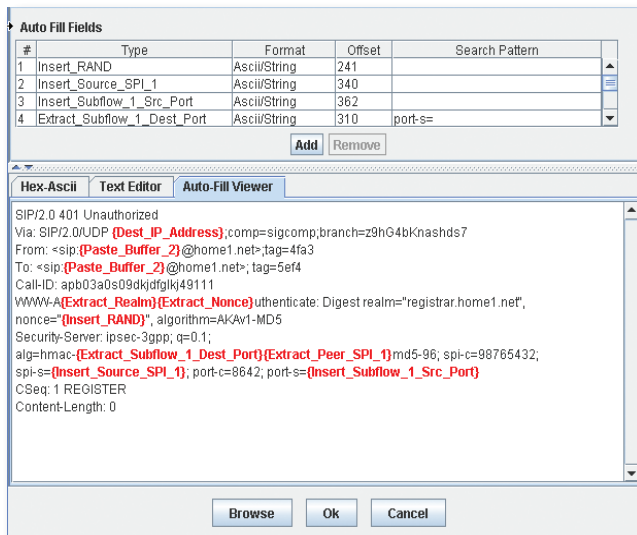 Auto Fill Fields
# Type Format Offset Search Pattern
1 Insert_RAND Ascii/String 241
2 Insert_Source_SPI_1 Ascii/String 340
3 Insert_Subflow_1_Src_Port Ascii/String 362
4 Extract_Subflow_1_Dest_Port Ascii/String 310 port-s=
Add Remove
Hex-Ascii Text Editor Auto-Fill Viewer
SIP/2.0 401 Unauthorized
Via: SIP/2.0/UDP {Dest_IP_Address};comp=sigcomp;branch=z9hG4bKnashds7
From: <sip:{Paste_Buffer_2}@home1.net>;tag=4fa3
To: <sip:{Paste_Buffer_2}@home1.net>; tag=5ef4
Call-ID: apb03a0s09dkjdfglkj49111
WWW-A{Extract_Realm}{Extract_Nonce}uthenticate: Digest realm="registrar.home1.net",
nonce="{Insert_RAND}", algorithm=AKAv1-MD5
Security-Server: ipsec-3gpp; q=0.1;
alg=hmac-{Extract_Subflow_1_Dest_Port}{Extract_Peer_SPI_1}md5-96; spi-c=98765432;
spi-s={Insert_Source_SPI_1}; port-c=8642; port-s={Insert_Subflow_1_Src_Port}
CSeq: 1 REGISTER
Content-Length: 0
Browse Ok Cancel